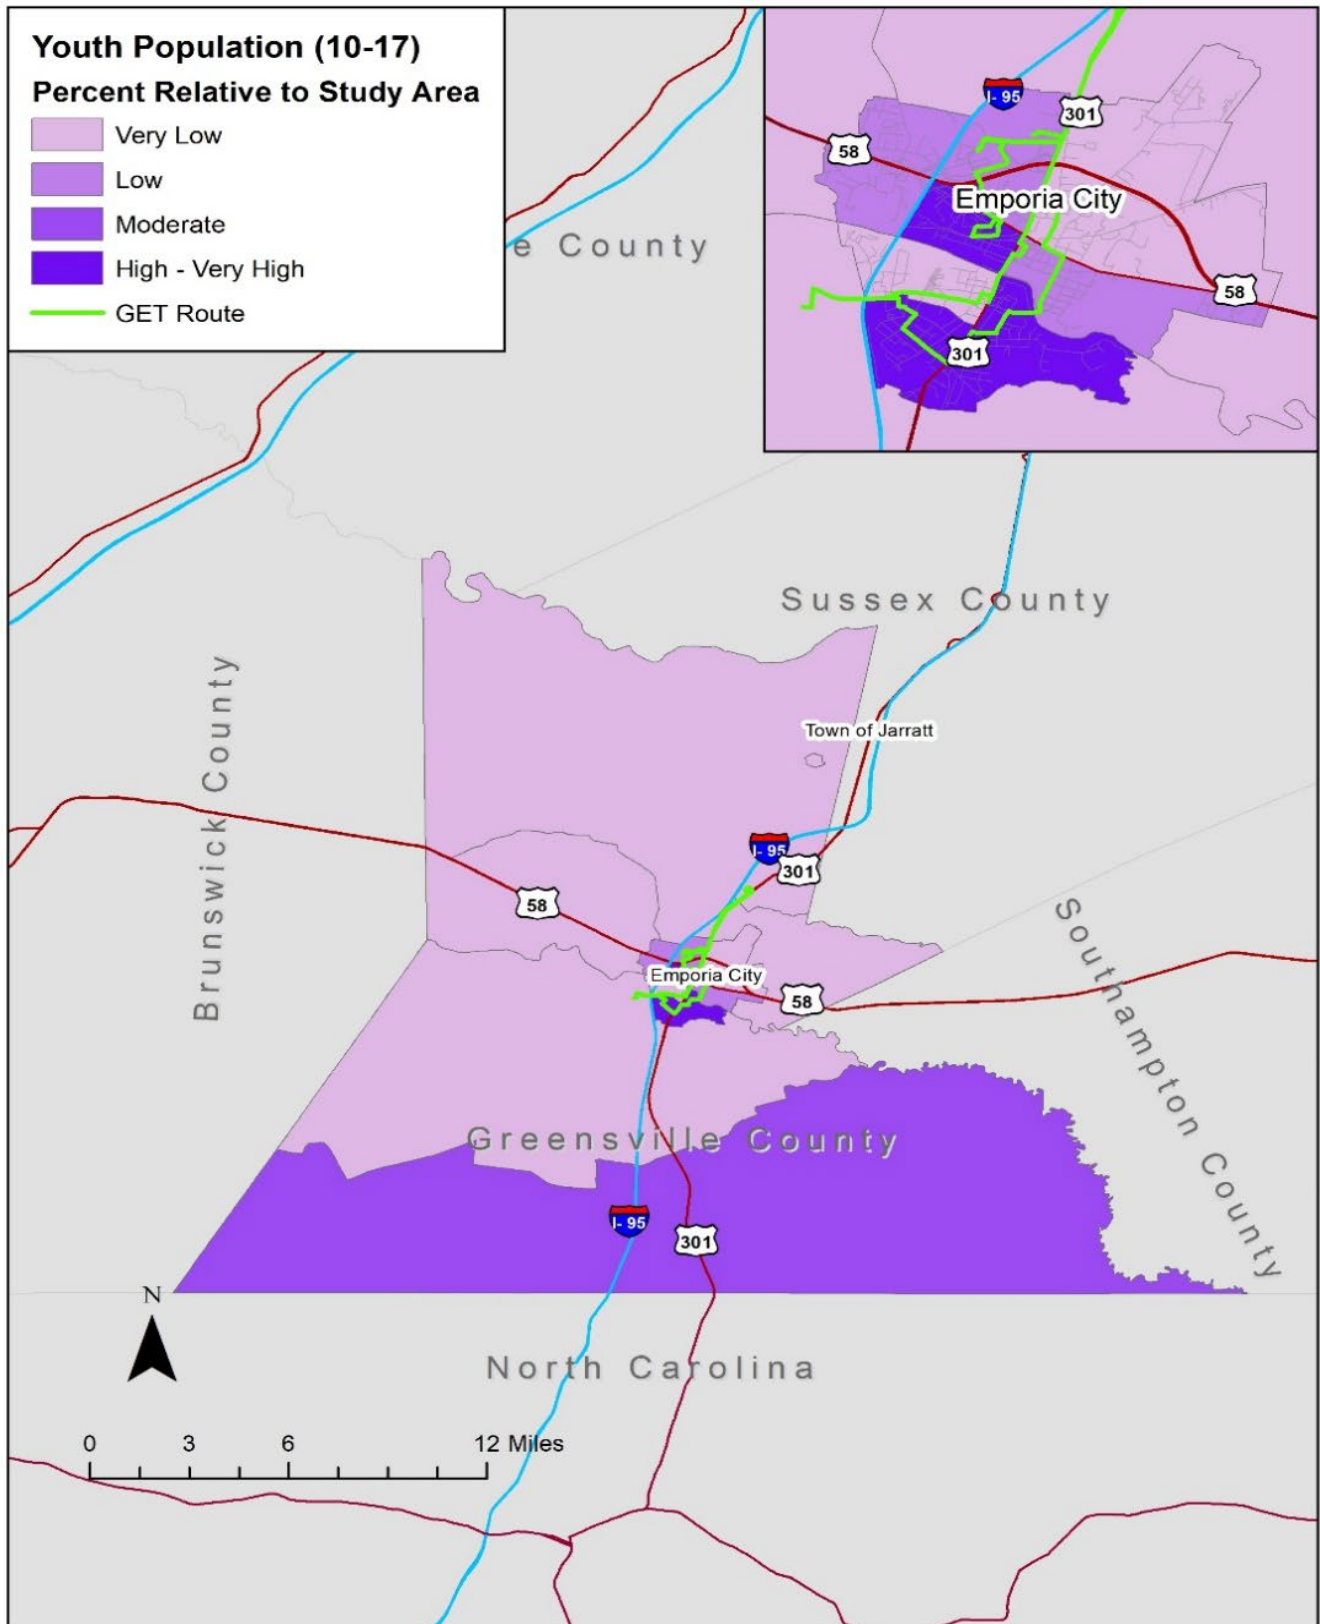 Youth Population (10-17)
Percent Relative to Study Area
Very Low
Low
Moderate
High - Very High
GET Route
I- 95
301
58
Emporia City
58
301
e County
Sussex County
Brunswick County
Town of Jarratt
I- 95
301
58
Emporia City
58
Southampton County
Greensville County
I- 95
301
N
North Carolina
0 3 6 12 Miles